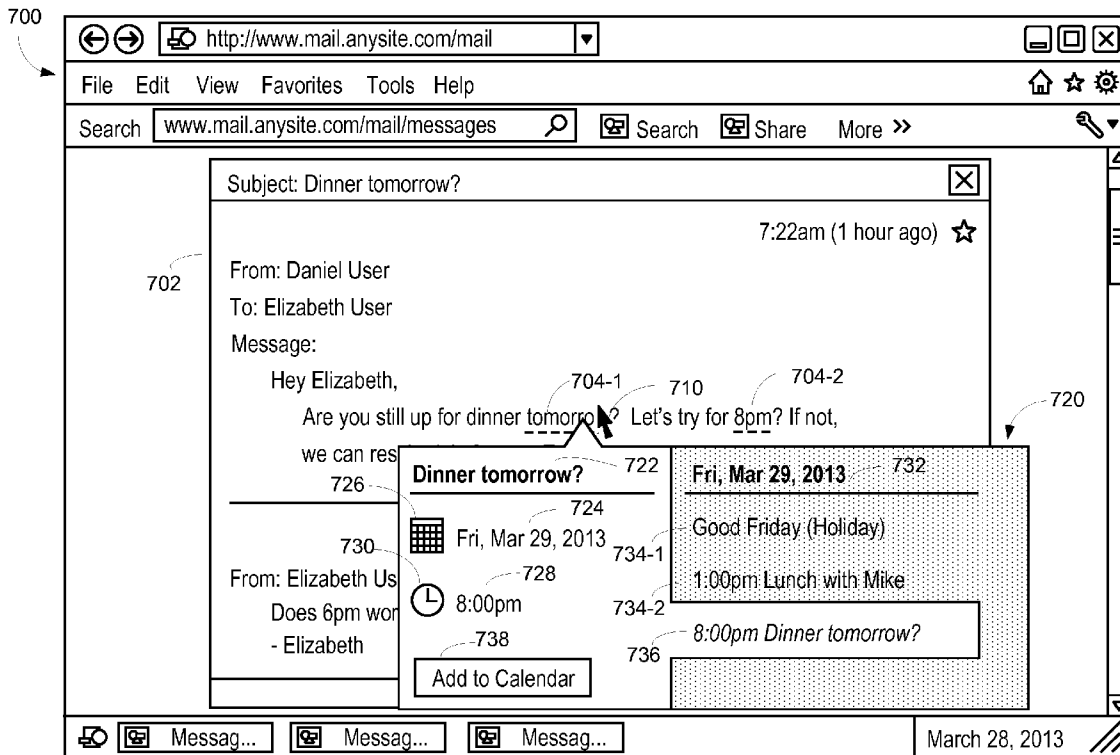 700
http://www.mail.anysite.com/mail
File Edit View Favorites Tools Help
Search www.mail.anysite.com/mail/messages Search Share More >>
Subject: Dinner tomorrow?
7:22am (1 hour ago)
702
From: Daniel User
To: Elizabeth User
Message:
Hey Elizabeth,
704-1 710 704-2
Are you still up for dinner tomorro ? Let's try for 8pm? If not,
720
we can res
Dinner tomorrow? 722
726
724
Fri, Mar 29, 2013
730
728
8:00pm
738
Add to Calendar
Fri, Mar 29, 2013 732
Good Friday (Holiday)
734-1
1:00pm Lunch with Mike
734-2
8:00pm Dinner tomorrow?
736
From: Elizabeth Us
Does 6pm wor
- Elizabeth
Messag... Messag... Messag... March 28, 2013